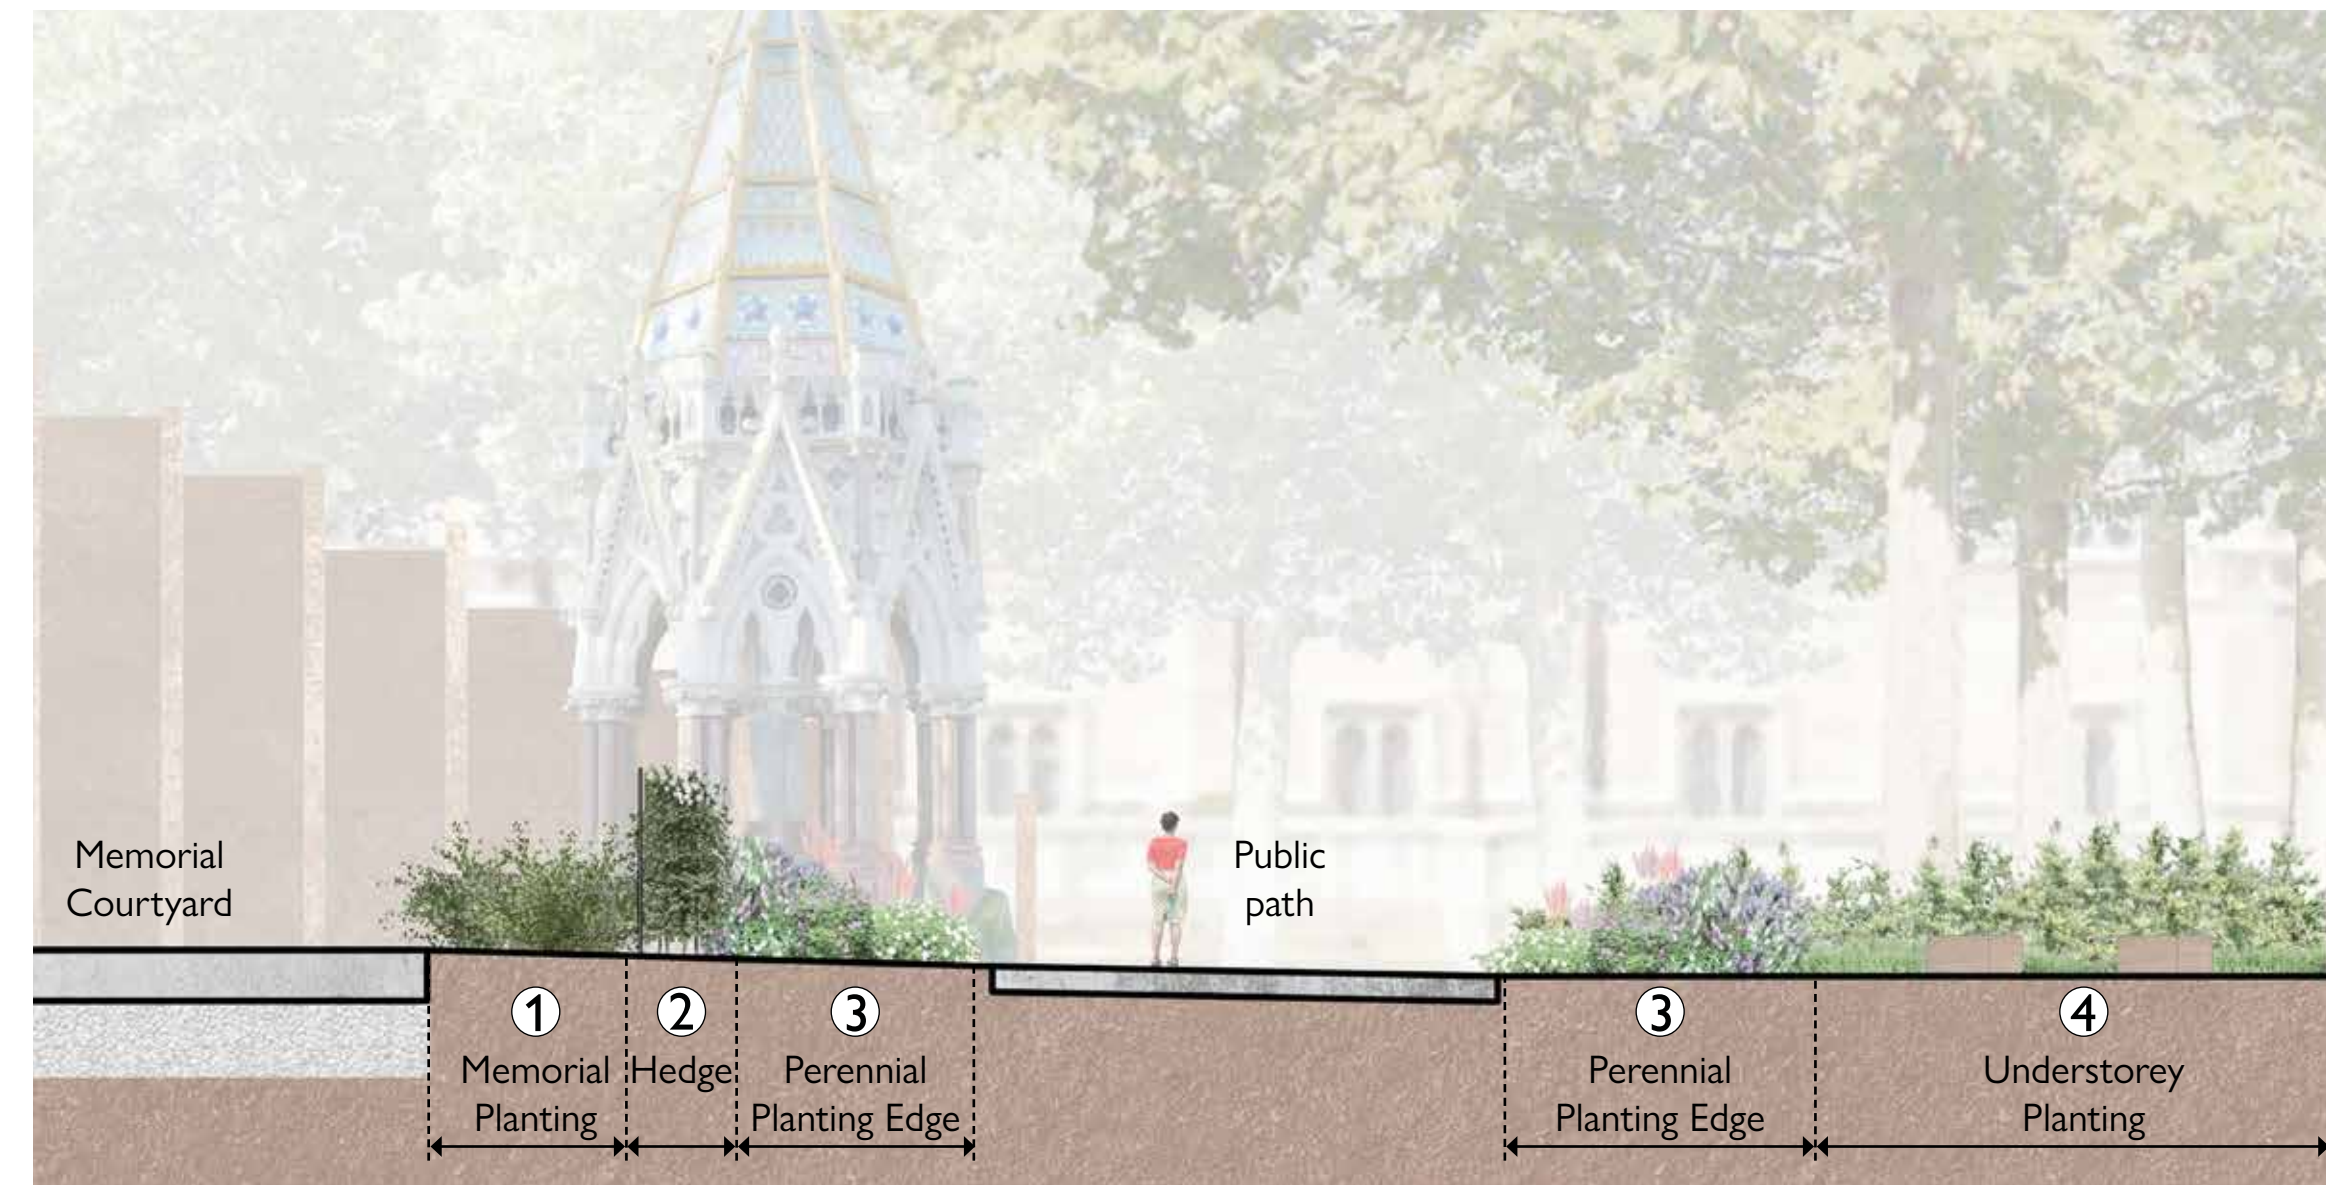 Memorial
Courtyard
Public
path
1
Memorial
Planting
2
Hedge
3
Perennial
Planting Edge
3
Perennial
Planting Edge
4
Understorey
Planting